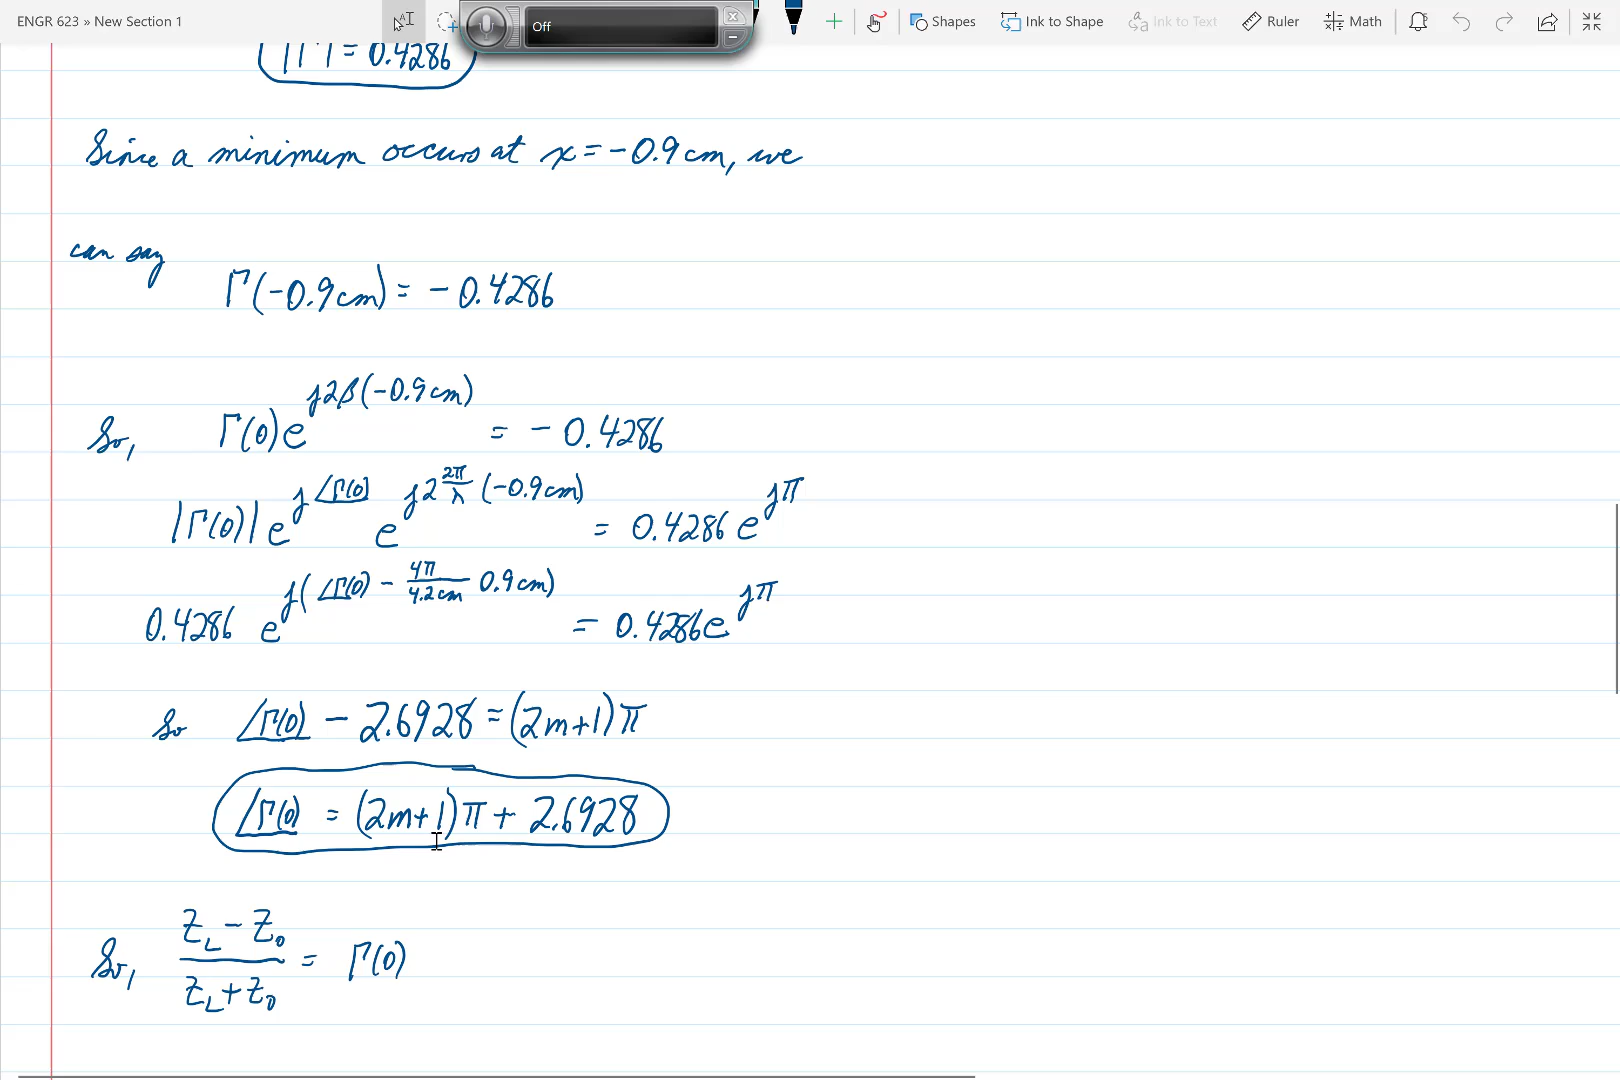 ENGR 623 » New Section 1
Off
Shapes
Ink to Shape
Ink to Text
Ruler
Math
|Γ| = 0.4286
Since a minimum occurs at x = -0.9cm, we
can say
Γ(-0.9cm) = -0.4286
So, Γ(0)e^{j2β(-0.9cm)} = -0.4286
|Γ(0)|e^{j∠Γ(0)} e^{j2 2π/λ (-0.9cm)} = 0.4286 e^{jπ}
0.4286 e^{j(∠Γ(0) - 4π/4.2cm 0.9cm)} = 0.4286e^{jπ}
So ∠Γ(0) - 2.6928 = (2m+1)π
∠Γ(0) = (2m+1)π + 2.6928
So, (Z_L - Z_0)/(Z_L + Z_0) = Γ(0)